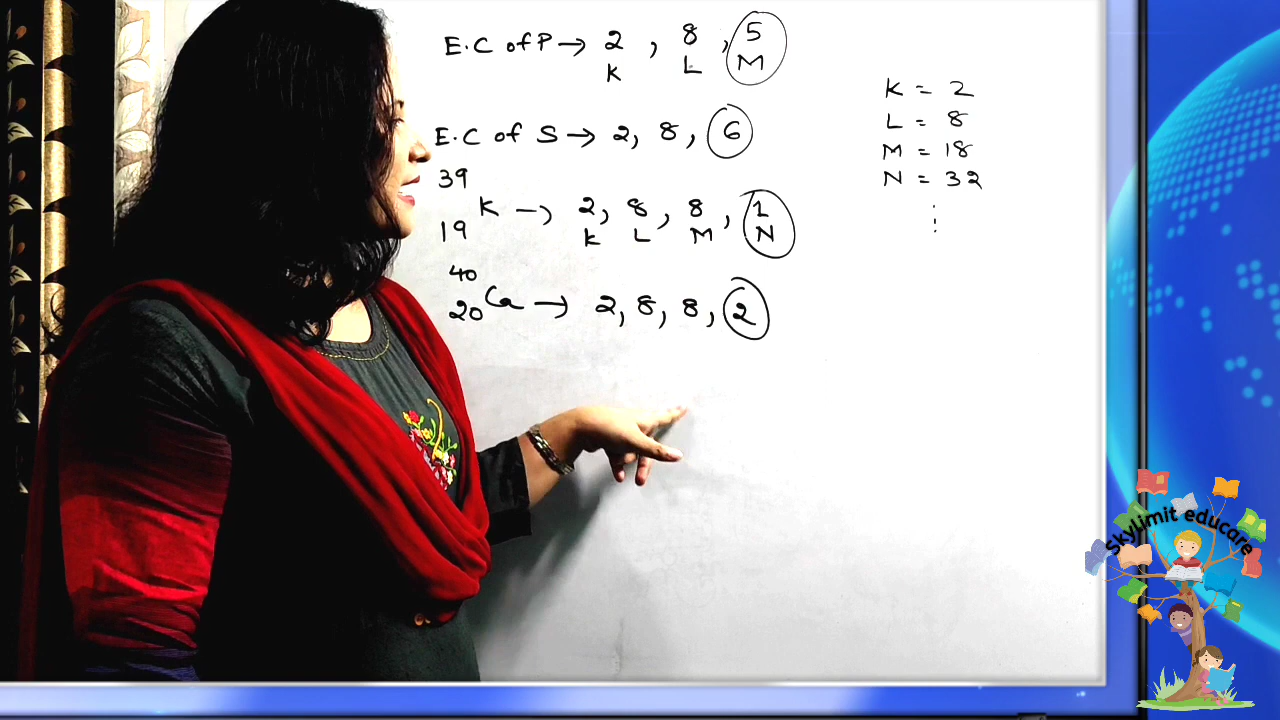 E.C of P → 2, 8, 5
K L M
E.C of S → 2, 8, 6
39
19 K → 2, 8, 8, 1
K L M N
40
20 Ca → 2, 8, 8, 2
K = 2
L = 8
M = 18
N = 32
⋮
Skylimit educare